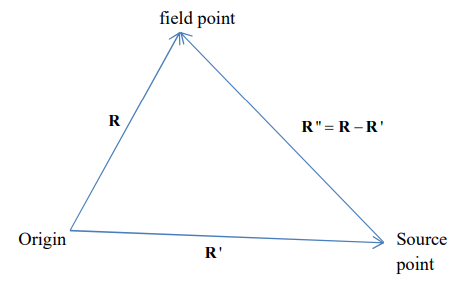 field point
R
R"= R – R'
Origin
R'
Source
point